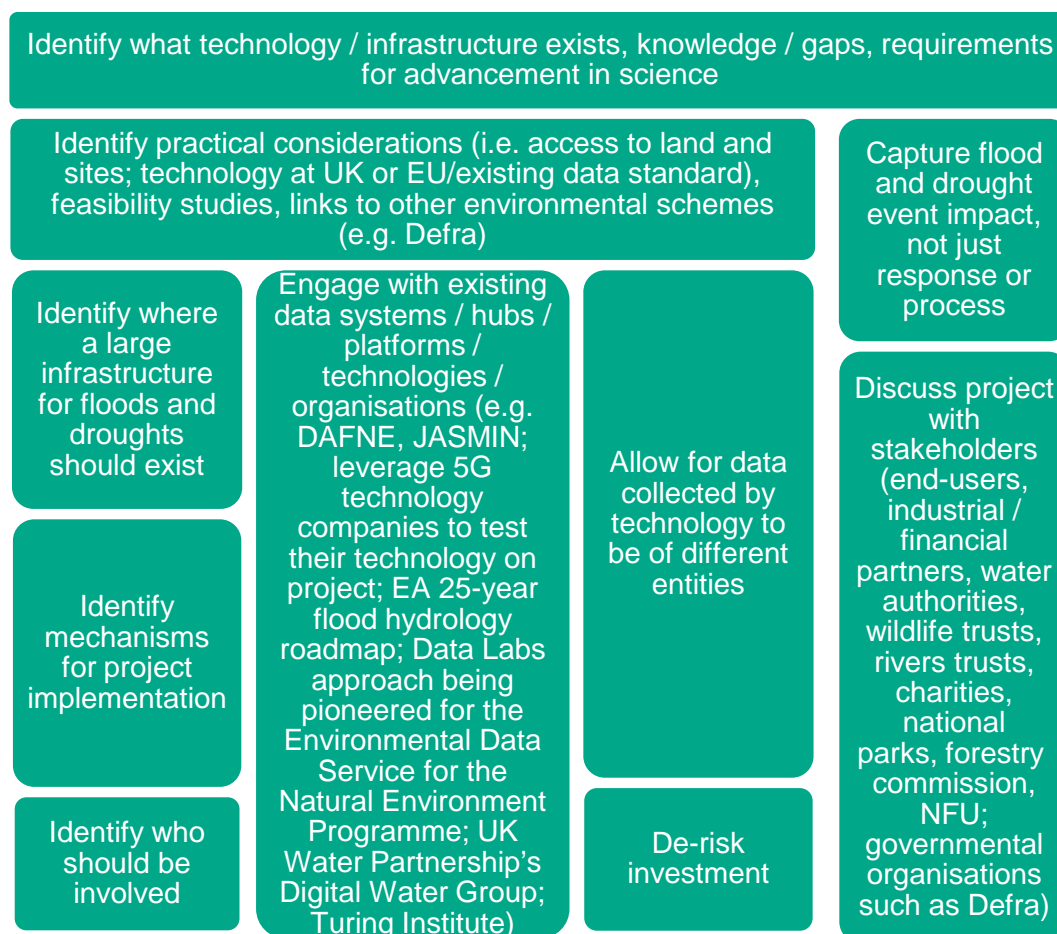 Identify what technology / infrastructure exists, knowledge / gaps, requirements
for advancement in science
Identify practical considerations (i.e. access to land and
sites; technology at UK or EU/existing data standard),
feasibility studies, links to other environmental schemes
(e.g. Defra)
Capture flood
and drought
event impact,
not just
response or
process
Identify where
a large
infrastructure
for floods and
droughts
should exist
Identify
mechanisms
for project
implementation
Identify who
should be
involved
Engage with existing
data systems / hubs /
platforms /
technologies /
organisations (e.g.
DAFNE, JASMIN;
leverage 5G
technology
companies to test
their technology on
project; EA 25-year
flood hydrology
roadmap; Data Labs
approach being
pioneered for the
Environmental Data
Service for the
Natural Environment
Programme; UK
Water Partnership's
Digital Water Group;
Turing Institute)
Allow for data
collected by
technology to
be of different
entities
De-risk
investment
Discuss project
with
stakeholders
(end-users,
industrial /
financial
partners, water
authorities,
wildlife trusts,
rivers trusts,
charities,
national
parks, forestry
commission,
NFU;
governmental
organisations
such as Defra)